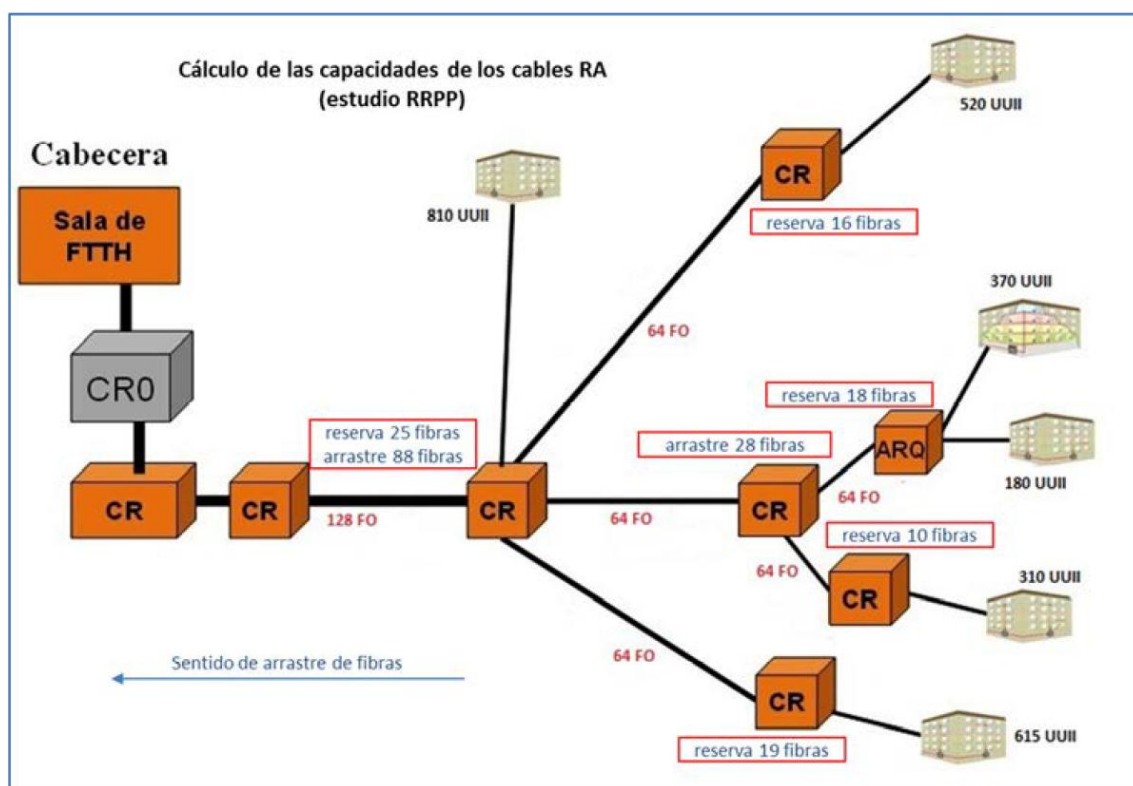 Cálculo de las capacidades de los cables RA
(estudio RRPP)
Cabecera
Sala de
FTTH
CR0
CR
CR
128 FO
reserva 25 fibras
arrastre 88 fibras
CR
810 UUII
64 FO
CR
reserva 16 fibras
520 UUII
64 FO
arrastre 28 fibras
CR
64 FO
reserva 18 fibras
ARQ
370 UUII
180 UUII
64 FO
reserva 10 fibras
CR
310 UUII
64 FO
CR
reserva 19 fibras
615 UUII
Sentido de arrastre de fibras